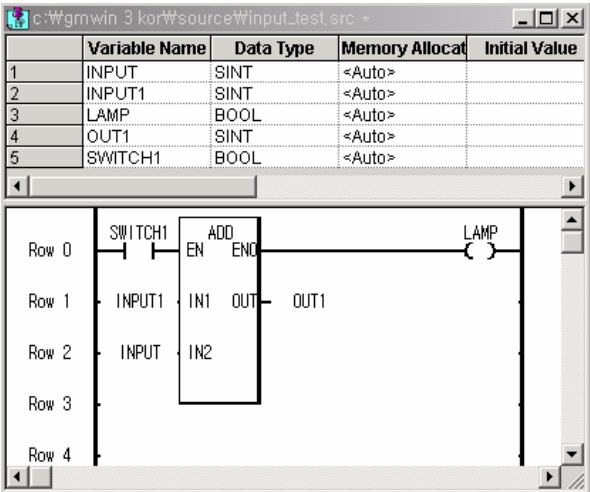 c:₩gmwin 3 kor₩source₩input_test.src *
Variable Name Data Type Memory Allocat Initial Value
1 INPUT SINT <Auto>
2 INPUT1 SINT <Auto>
3 LAMP BOOL <Auto>
4 OUT1 SINT <Auto>
5 SWITCH1 BOOL <Auto>
SWITCH1 ADD LAMP
Row 0 EN ENO
Row 1 INPUT1 IN1 OUT OUT1
Row 2 INPUT IN2
Row 3
Row 4